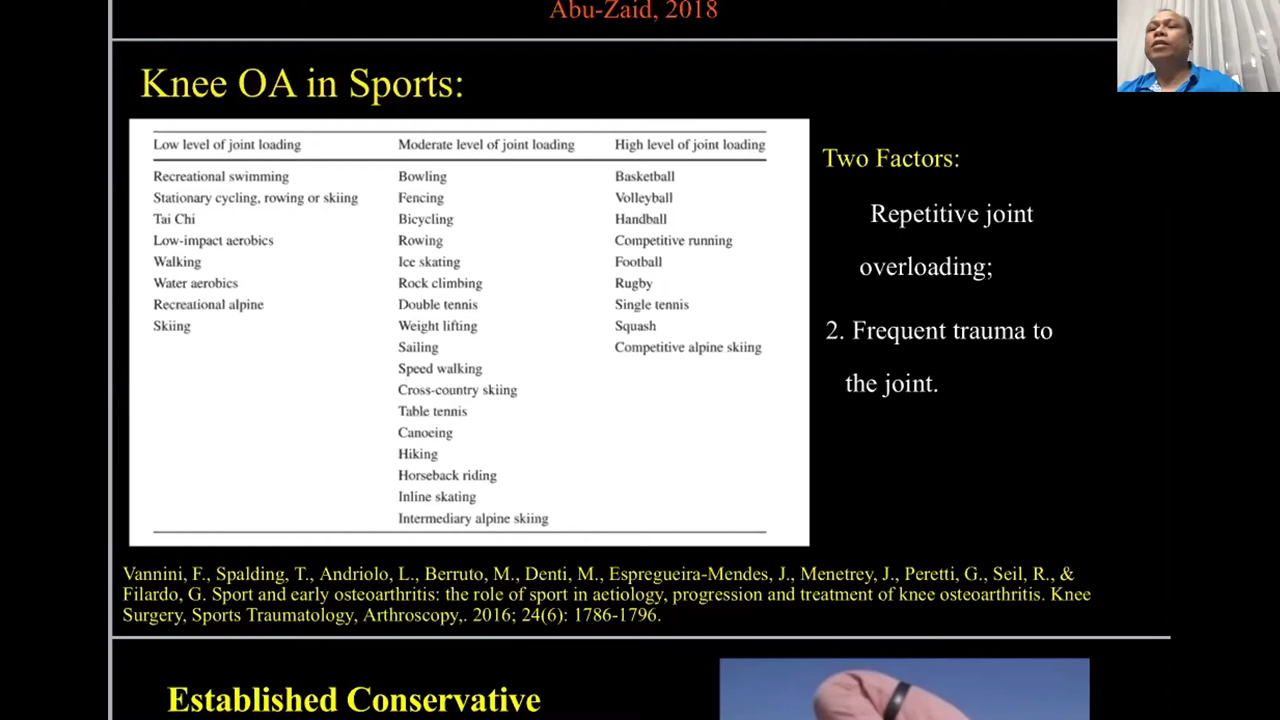 Abu-Zaid, 2018
Knee OA in Sports:
Low level of joint loading Moderate level of joint loading High level of joint loading
Recreational swimming Bowling Basketball
Stationary cycling, rowing or skiing Fencing Volleyball
Tai Chi Bicycling Handball
Low-impact aerobics Rowing Competitive running
Walking Ice skating Football
Water aerobics Rock climbing Rugby
Recreational alpine Double tennis Single tennis
Skiing Weight lifting Squash
Sailing Competitive alpine skiing
Speed walking
Cross-country skiing
Table tennis
Canoeing
Hiking
Horseback riding
Inline skating
Intermediary alpine skiing
Two Factors:
Repetitive joint
overloading;
2. Frequent trauma to
the joint.
Vannini, F., Spalding, T., Andriolo, L., Berruto, M., Denti, M., Espregueira-Mendes, J., Menetrey, J., Peretti, G., Seil, R., &
Filardo, G. Sport and early osteoarthritis: the role of sport in aetiology, progression and treatment of knee osteoarthritis. Knee
Surgery, Sports Traumatology, Arthroscopy,. 2016; 24(6): 1786-1796.
Established Conservative